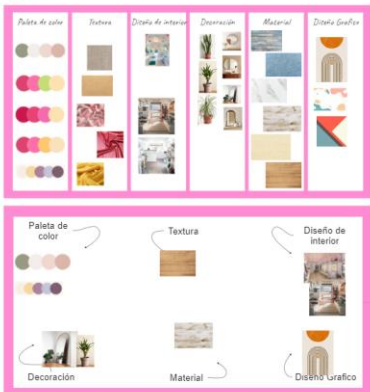 Paleta de color
Textura
Diseño de interior
Decoración
Material
Diseño Grafico
Paleta de
color
Textura
Diseño de
interior
Decoración
Material
Diseño Grafico